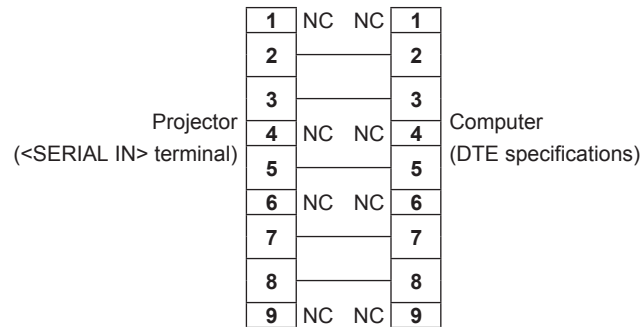 1 NC NC 1
2 2
3 3
Projector
4 NC NC 4 Computer
(<SERIAL IN> terminal) (DTE specifications)
5 5
6 NC NC 6
7 7
8 8
9 NC NC 9